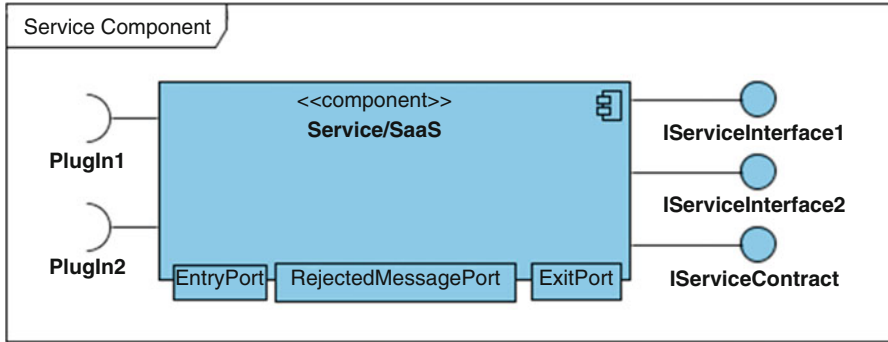 Service Component
<<component>>
Service/SaaS
PlugIn1
PlugIn2
IServiceInterface1
IServiceInterface2
IServiceContract
EntryPort
RejectedMessagePort
ExitPort